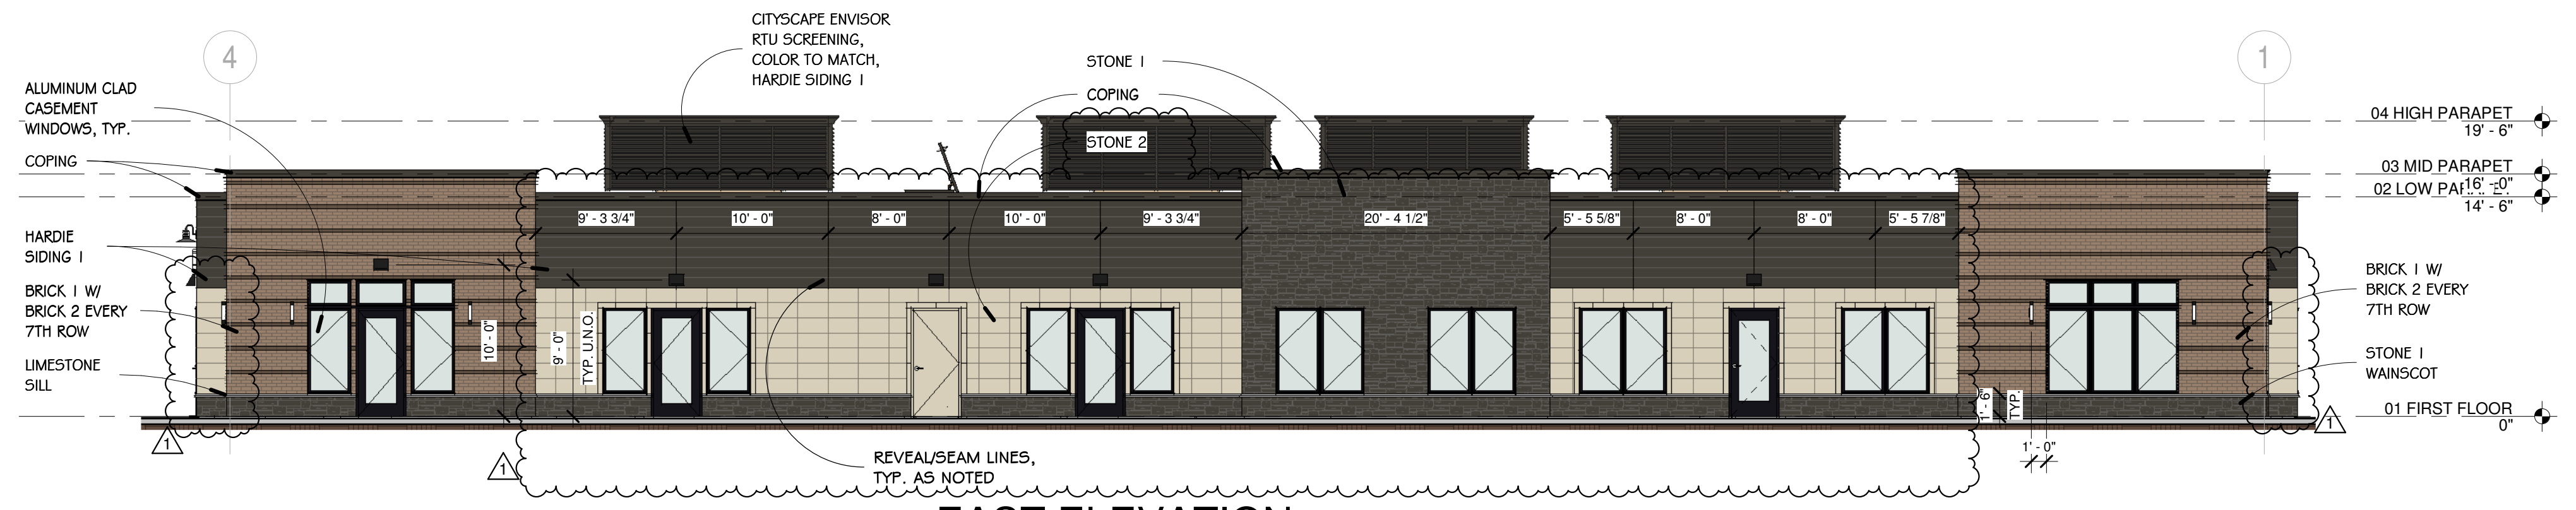 CITYSCAPE ENVISOR
RTU SCREENING,
COLOR TO MATCH,
HARDIE SIDING 1
STONE 1
COPING
STONE 2
4
1
ALUMINUM CLAD
CASEMENT
WINDOWS, TYP.
COPING
HARDIE
SIDING 1
BRICK 1 W/
BRICK 2 EVERY
7TH ROW
LIMESTONE
SILL
9' - 3 3/4"
10' - 0"
8' - 0"
10' - 0"
9' - 3 3/4"
20' - 4 1/2"
5' - 5 5/8"
8' - 0"
8' - 0"
5' - 5 7/8"
10' - 0"
9' - 0"
TYP. U.N.O.
1' - 6"
TYP.
1' - 0"
04 HIGH PARAPET
19' - 6"
03 MID PARAPET
16' - 0"
02 LOW
14' - 6"
BRICK 1 W/
BRICK 2 EVERY
7TH ROW
STONE 1
WAINSCOT
01 FIRST FLOOR
0"
1
1
1
REVEAL/SEAM LINES,
TYP. AS NOTED
EAST ELEVATION